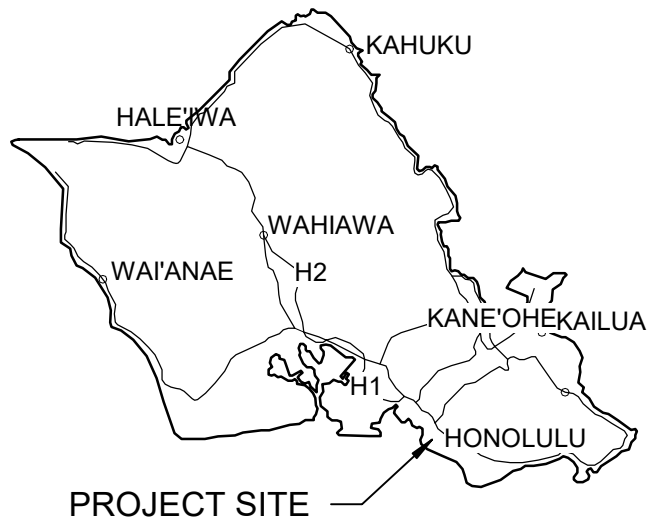 KAHUKU
HALE'IWA
WAHIAWA
WAI'ANAE
H2
KANE'OHE
KAILUA
H1
HONOLULU
PROJECT SITE